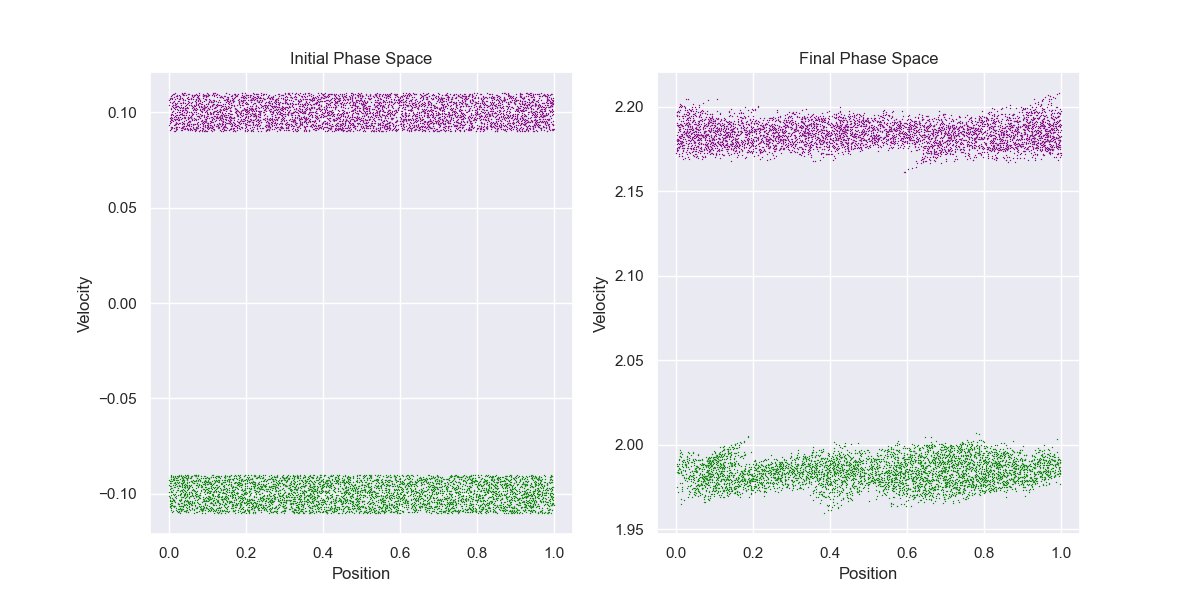 Initial Phase Space
Velocity
0.10
0.05
0.00
−0.05
−0.10
0.0 0.2 0.4 0.6 0.8 1.0
Position
Final Phase Space
Velocity
2.20
2.15
2.10
2.05
2.00
1.95
0.0 0.2 0.4 0.6 0.8 1.0
Position